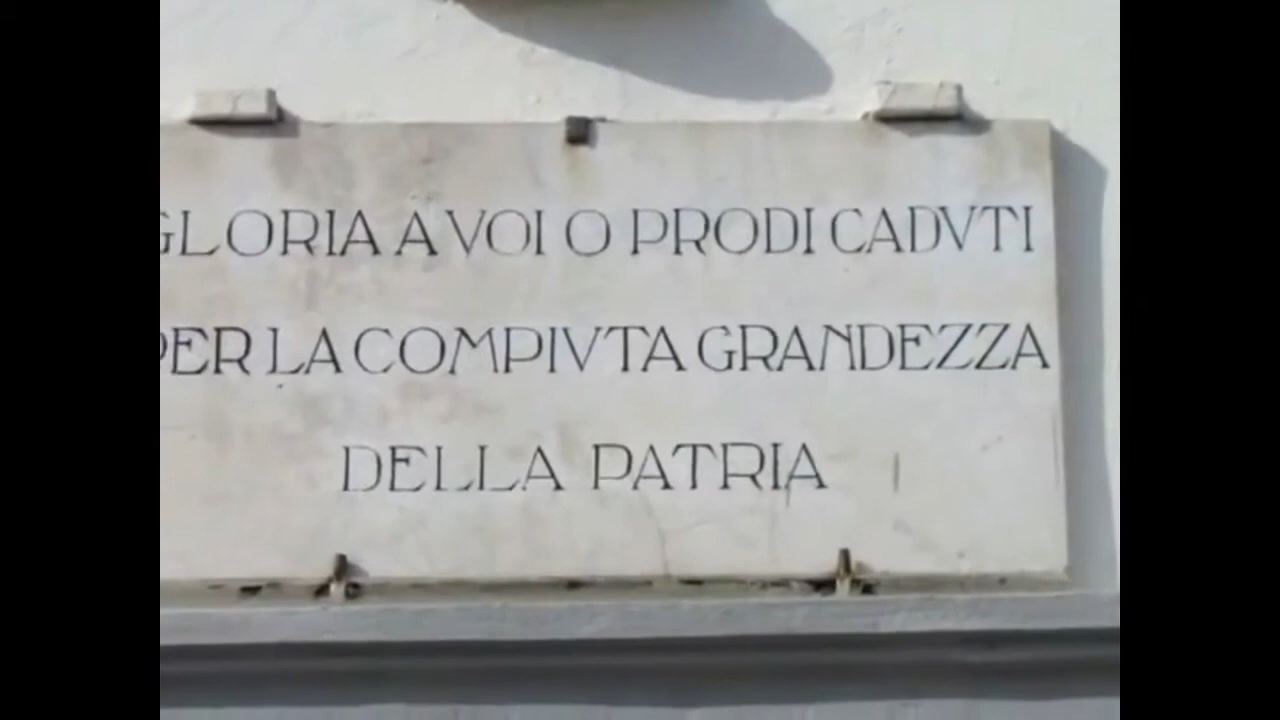 GLORIA A VOI O PRODI CADVTI
PER LA COMPIVTA GRANDEZZA
DELLA PATRIA